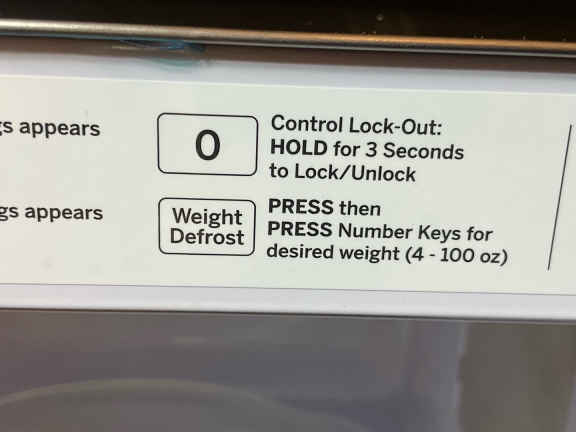 s appears
0
Control Lock-Out:
HOLD for 3 Seconds
to Lock/Unlock
gs appears
Weight
Defrost
PRESS then
PRESS Number Keys for
desired weight (4 - 100 oz)